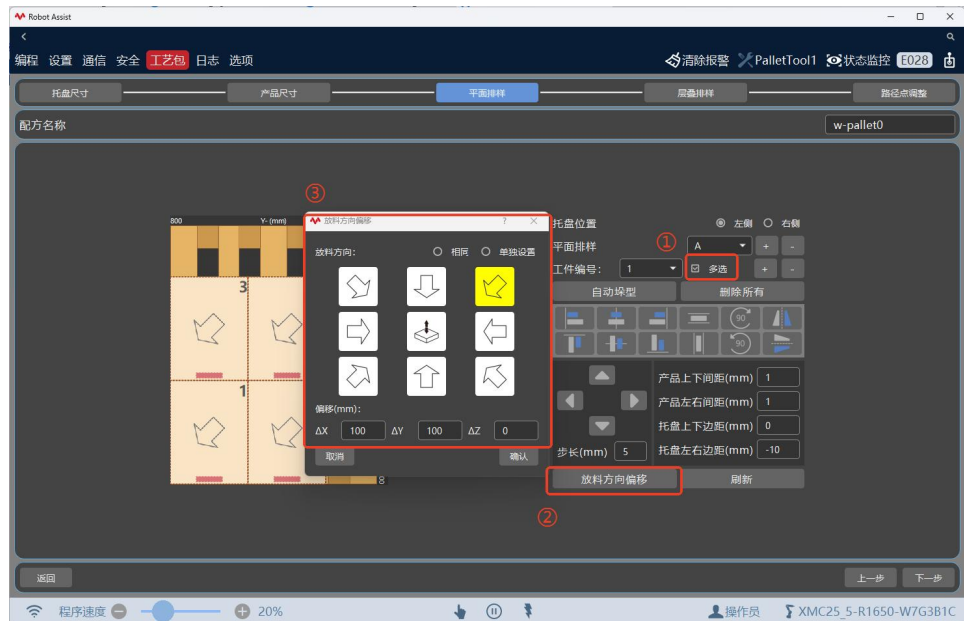 Robot Assist
编程 设置 通信 安全 工艺包 日志 选项 清除报警 PalletTool1 状态监控 E028
托盘尺寸 产品尺寸 平面排样 层叠排样 路径点调整
配方名称 w-pallet0
③
800 Y- (mm) 放料方向偏移 ? ×
托盘位置 左侧 右侧
放料方向: 相同 单独设置
①
平面排样 A + -
工件编号: 1 多选 + -
自动垛型 删除所有
3
90
90
1
产品上下间距(mm) 1
产品左右间距(mm) 1
托盘上下边距(mm) 0
步长(mm) 5 托盘左右边距(mm) -10
偏移(mm):
ΔX 100 ΔY 100 ΔZ 0
取消 确认
放料方向偏移 刷新
8
②
返回 上一步 下一步
程序速度 20% 操作员 XMC25_5-R1650-W7G3B1C